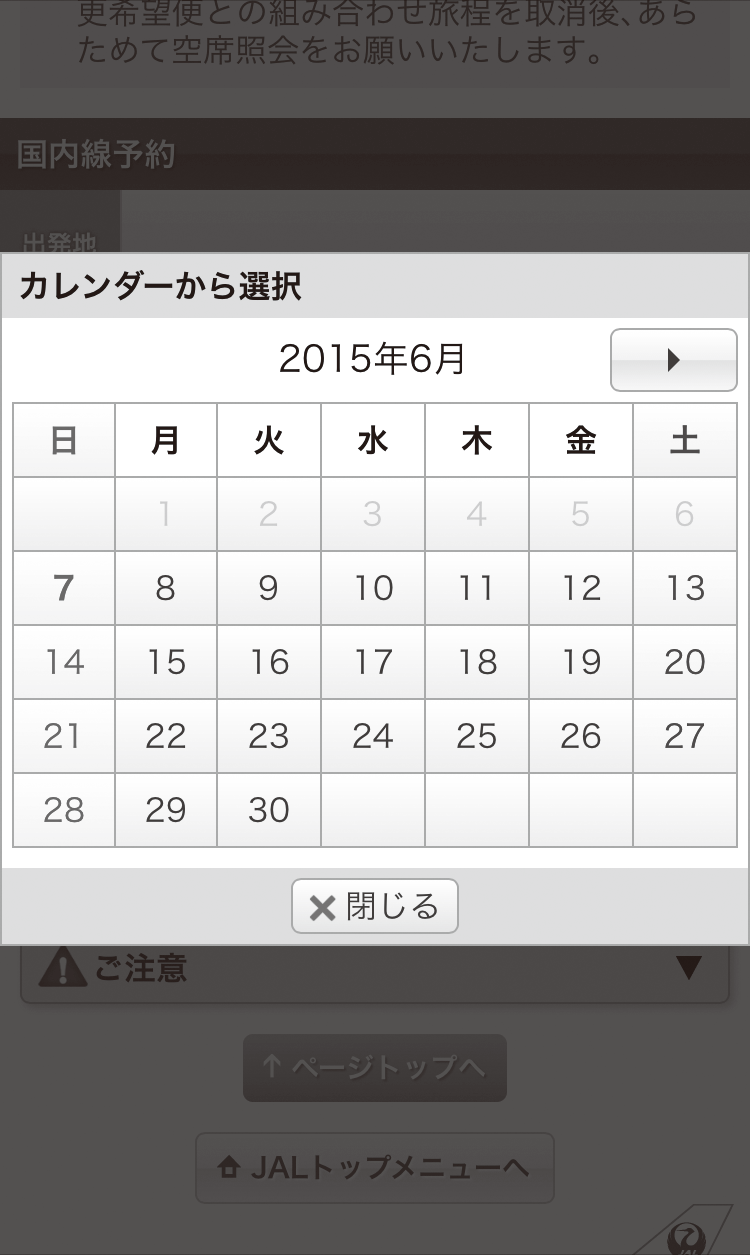 更希望便との組み合わせ旅程を取消後、あら
ためて空席照会をお願いいたします。
国内線予約
出発地
カレンダーから選択
2015年6月
日 月 火 水 木 金 土
1 2 3 4 5 6
7 8 9 10 11 12 13
14 15 16 17 18 19 20
21 22 23 24 25 26 27
28 29 30
閉じる
ご注意
ページトップへ
JALトップメニューへ
JAL